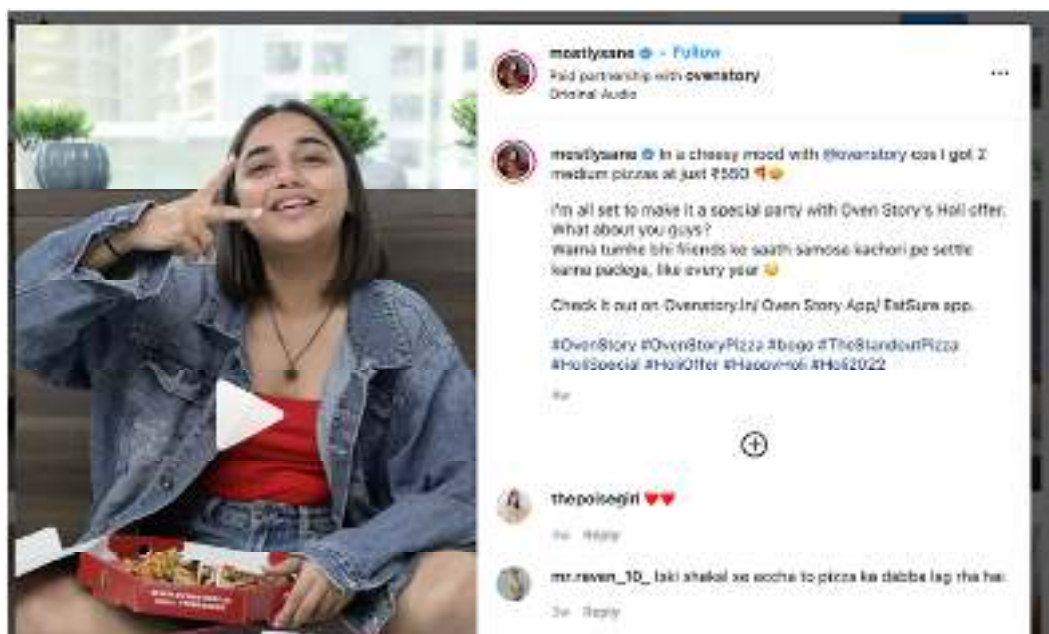 mostlysane • Follow
Paid partnership with ovenstory
Original Audio
mostlysane In a cheesy mood with @ovenstory cos I got 2
medium pizzas at just ₹550 🍕😄
I'm all set to make it a special party with Oven Story's Holi offer.
What about you guys?
Warna tumhe bhi friends ke saath samose kachori pe settle
karna padega, like every year
Check it out on Ovenstory.in/ Oven Story App/ EatSure app.
#OvenStory #OvenStoryPizza #bogo #TheStandoutPizza
#HoliSpecial #HoliOffer #HappyHoli #Holi2022
4w
thepoisegirl ❤️❤️
Reply
mr.raven_10_ iski shakal se accha to pizza ka dabba lag rha hai
3w Reply